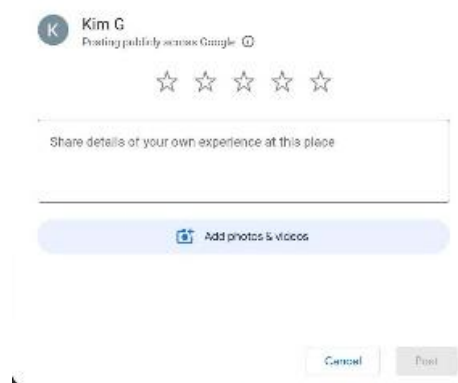 K
Kim G
Posting publicly across Google
Share details of your own experience at this place
Add photos & videos
Cancel
Post